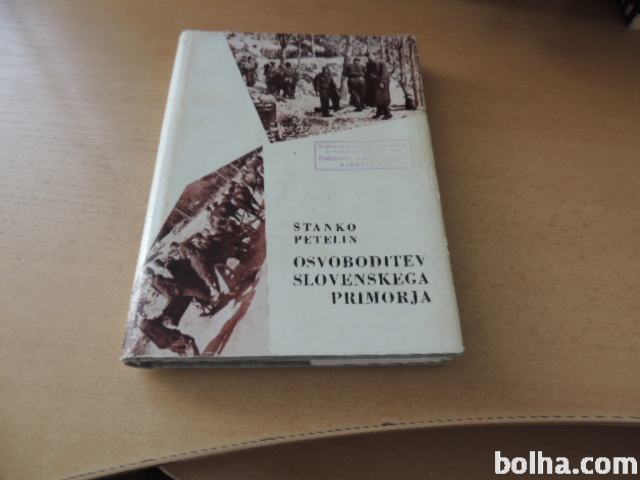 STANKO
PETELIN
OSVOBODITEV
SLOVENSKEGA
PRIMORJA
bolha.com